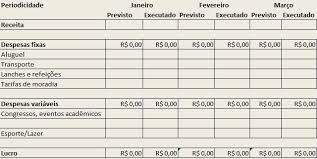 Periodicidade Janeiro Fevereiro Março
Previsto Executado Previsto Executado Previsto Executado
Receita
Despesas fixas R$ 0,00 R$ 0,00 R$ 0,00 R$ 0,00 R$ 0,00 R$ 0,00
Aluguel
Transporte
Lanches e refeições
Tarifas de moradia
Despesas variáveis R$ 0,00 R$ 0,00 R$ 0,00 R$ 0,00 R$ 0,00 R$ 0,00
Congressos, eventos acadêmicos
Esporte/Lazer
Lucro R$ 0,00 R$ 0,00 R$ 0,00 R$ 0,00 R$ 0,00 R$ 0,00